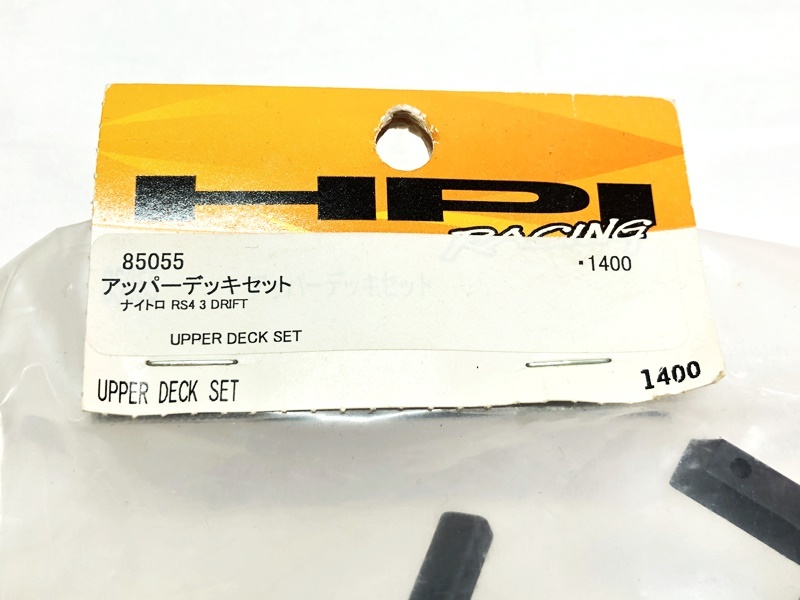 HPI
RACING
85055
・1400
アッパーデッキセット
ナイトロ RS4 3 DRIFT
UPPER DECK SET
UPPER DECK SET
1400